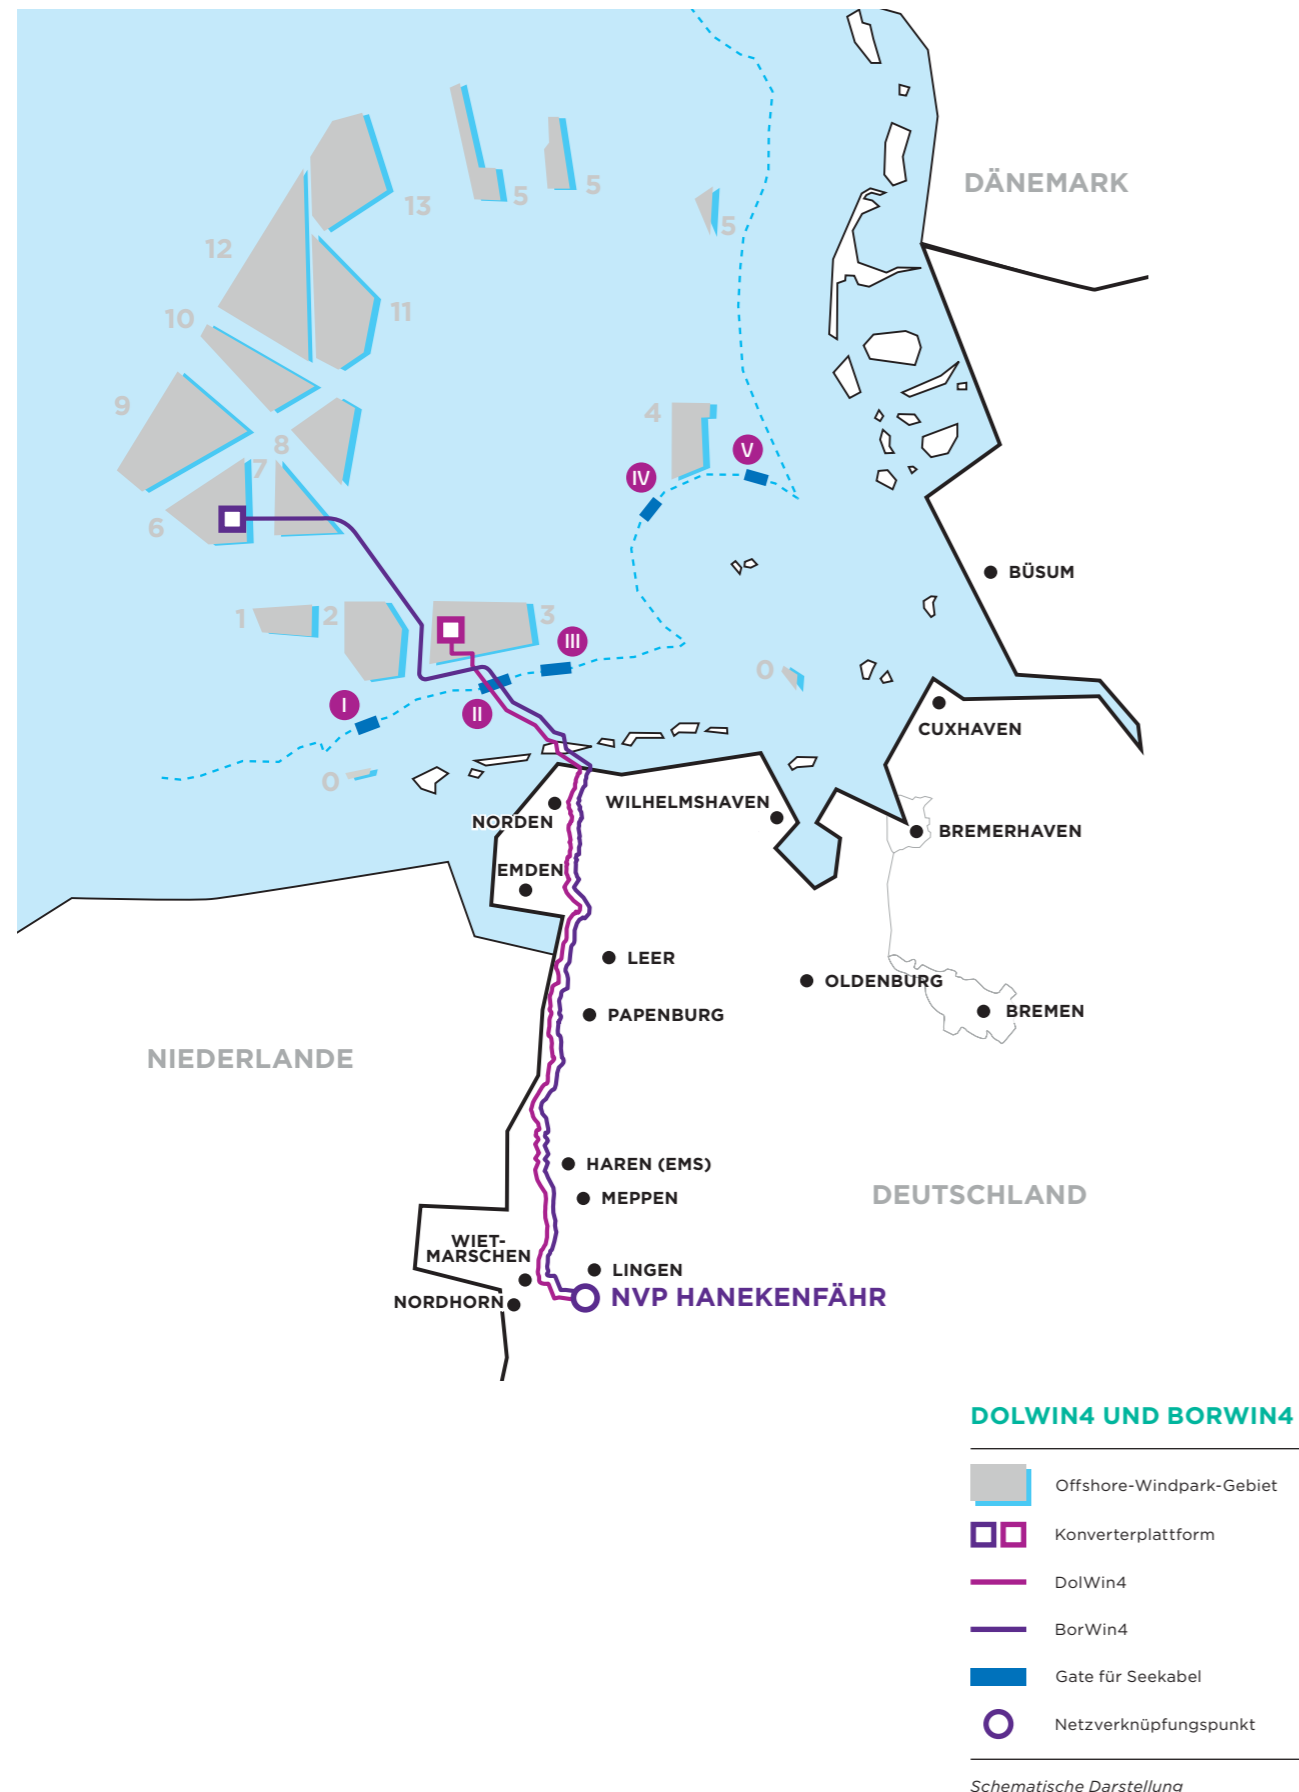 DÄNEMARK
13
5
5
5
12
11
10
9
8
7
6
4
V
IV
BÜSUM
1
2
3
III
0
I
II
CUXHAVEN
0
NORDEN
WILHELMSHAVEN
BREMERHAVEN
EMDEN
LEER
OLDENBURG
PAPENBURG
BREMEN
NIEDERLANDE
HAREN (EMS)
MEPPEN
DEUTSCHLAND
WIET-
MARSCHEN
LINGEN
NORDHORN
NVP HANEKENFÄHR
DOLWIN4 UND BORWIN4
Offshore-Windpark-Gebiet
Konverterplattform
DolWin4
BorWin4
Gate für Seekabel
Netzverknüpfungspunkt
Schematische Darstellung